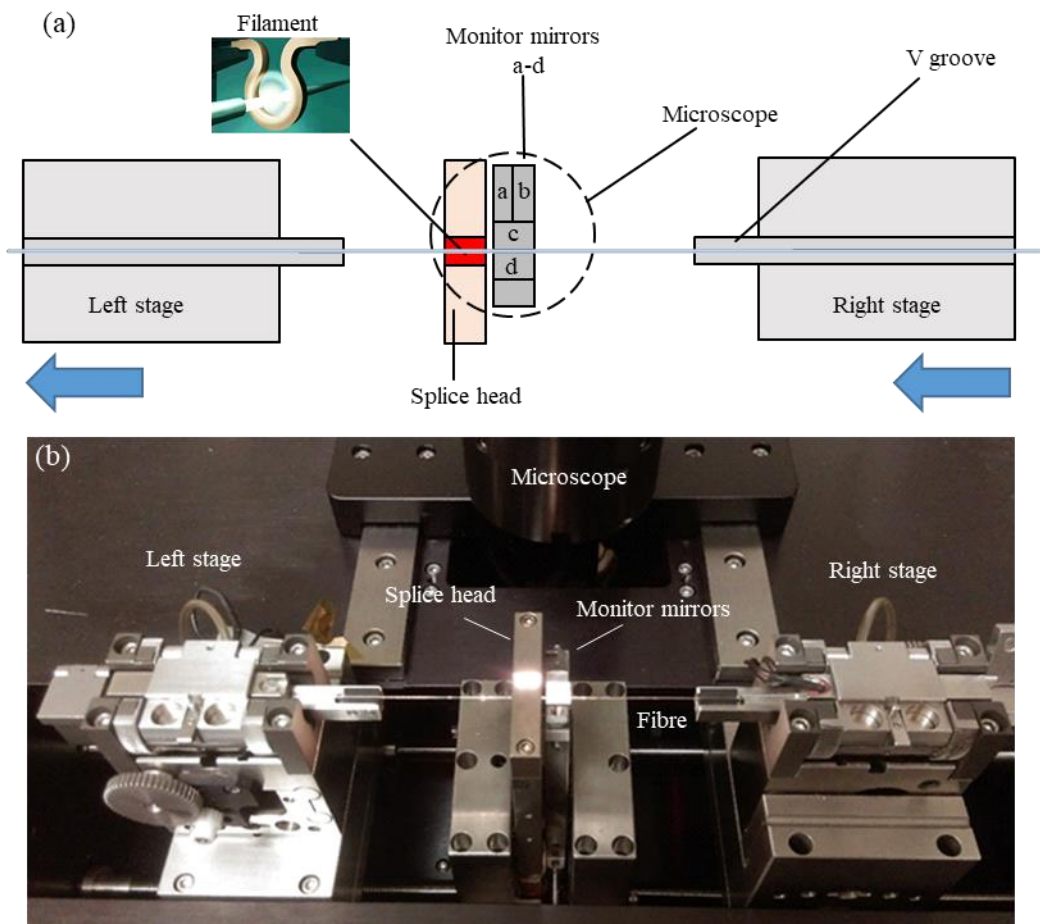 (a)
Filament
Monitor mirrors
a-d
V groove
Microscope
a
b
c
d
Left stage
Right stage
Splice head
(b)
Microscope
Left stage
Right stage
Splice head
Monitor mirrors
Fibre